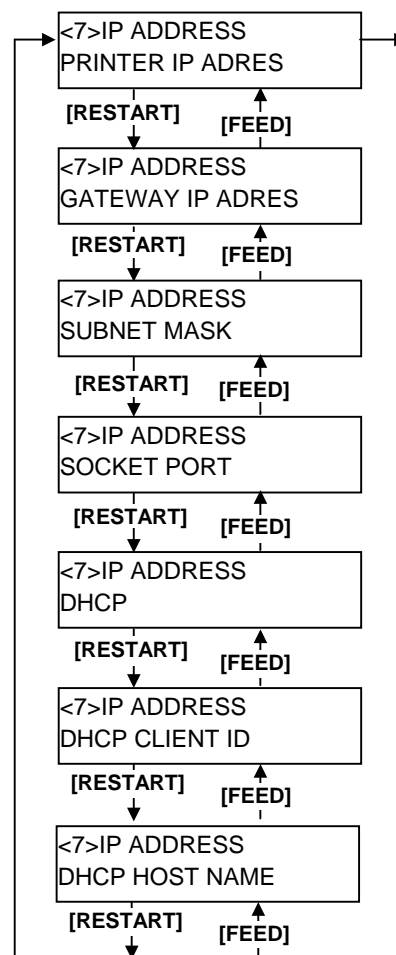 <7>IP ADDRESS
PRINTER IP ADRES
[RESTART]
[FEED]
<7>IP ADDRESS
GATEWAY IP ADRES
[RESTART]
[FEED]
<7>IP ADDRESS
SUBNET MASK
[RESTART]
[FEED]
<7>IP ADDRESS
SOCKET PORT
[RESTART]
[FEED]
<7>IP ADDRESS
DHCP
[RESTART]
[FEED]
<7>IP ADDRESS
DHCP CLIENT ID
[RESTART]
[FEED]
<7>IP ADDRESS
DHCP HOST NAME
[RESTART]
[FEED]